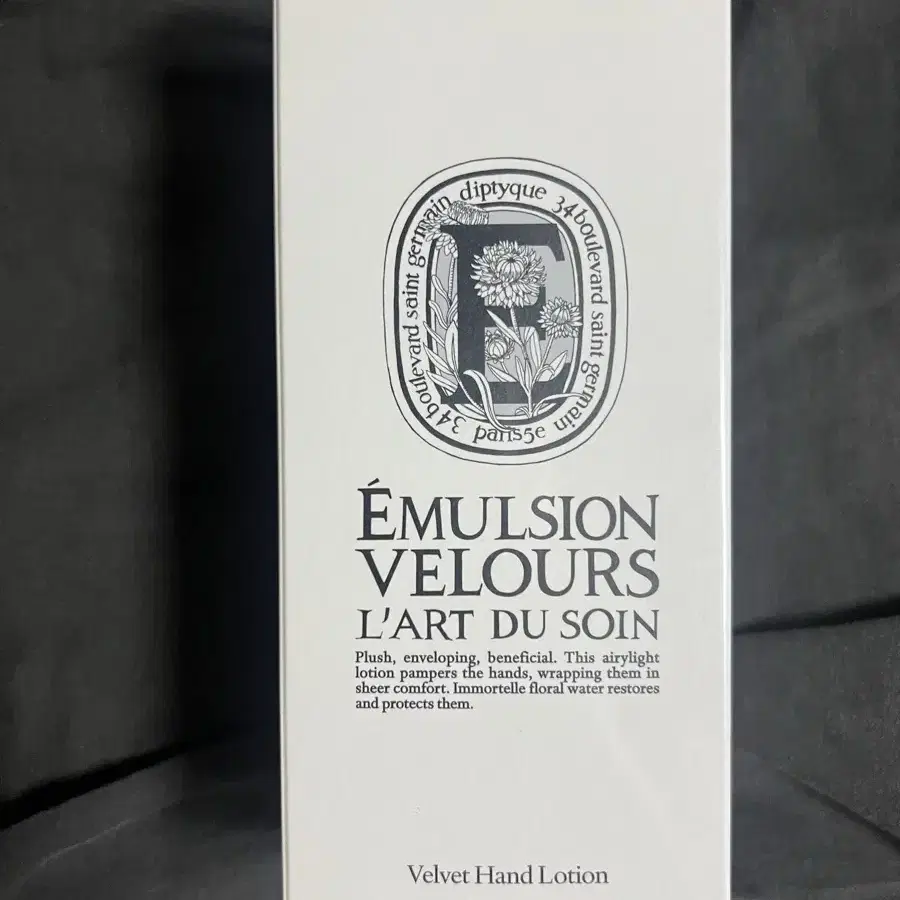 diptyque 34 boulevard saint germain paris5e 34 boulevard saint germain
E
ÉMULSION
VELOURS
L'ART DU SOIN
Plush, enveloping, beneficial. This airylight
lotion pampers the hands, wrapping them in
sheer comfort. Immortelle floral water restores
and protects them.
Velvet Hand Lotion